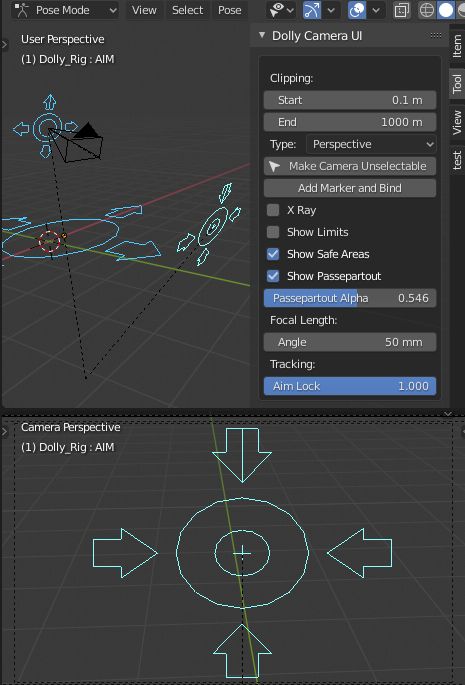 Pose Mode View Select Pose
User Perspective
(1) Dolly_Rig : AIM
Dolly Camera UI
Clipping:
Start 0.1 m
End 1000 m
Type: Perspective
Make Camera Unselectable
Add Marker and Bind
X Ray
Show Limits
Show Safe Areas
Show Passepartout
Passepartout Alpha 0.546
Focal Length:
Angle 50 mm
Tracking:
Aim Lock 1.000
Item
Tool
View
test
Camera Perspective
(1) Dolly_Rig : AIM